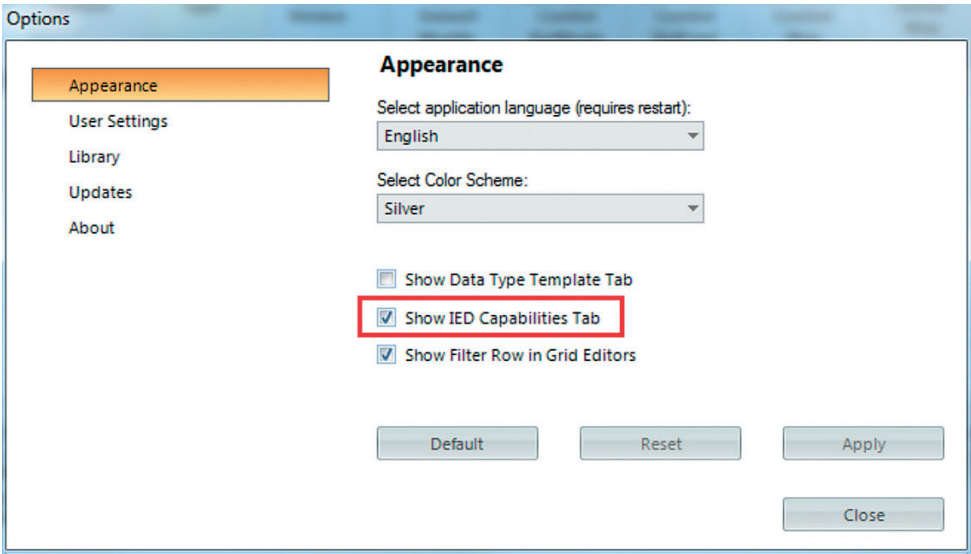 Options
Appearance
User Settings
Library
Updates
About
Appearance
Select application language (requires restart):
English
Select Color Scheme:
Silver
Show Data Type Template Tab
Show IED Capabilities Tab
Show Filter Row in Grid Editors
Default
Reset
Apply
Close